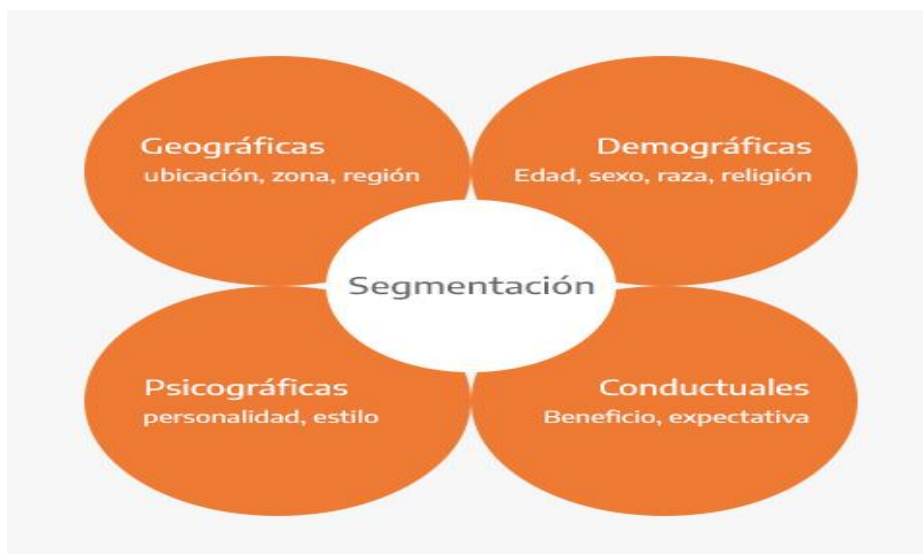 Geográficas
ubicación, zona, región
Demográficas
Edad, sexo, raza, religión
Segmentación
Psicográficas
personalidad, estilo
Conductuales
Beneficio, expectativa